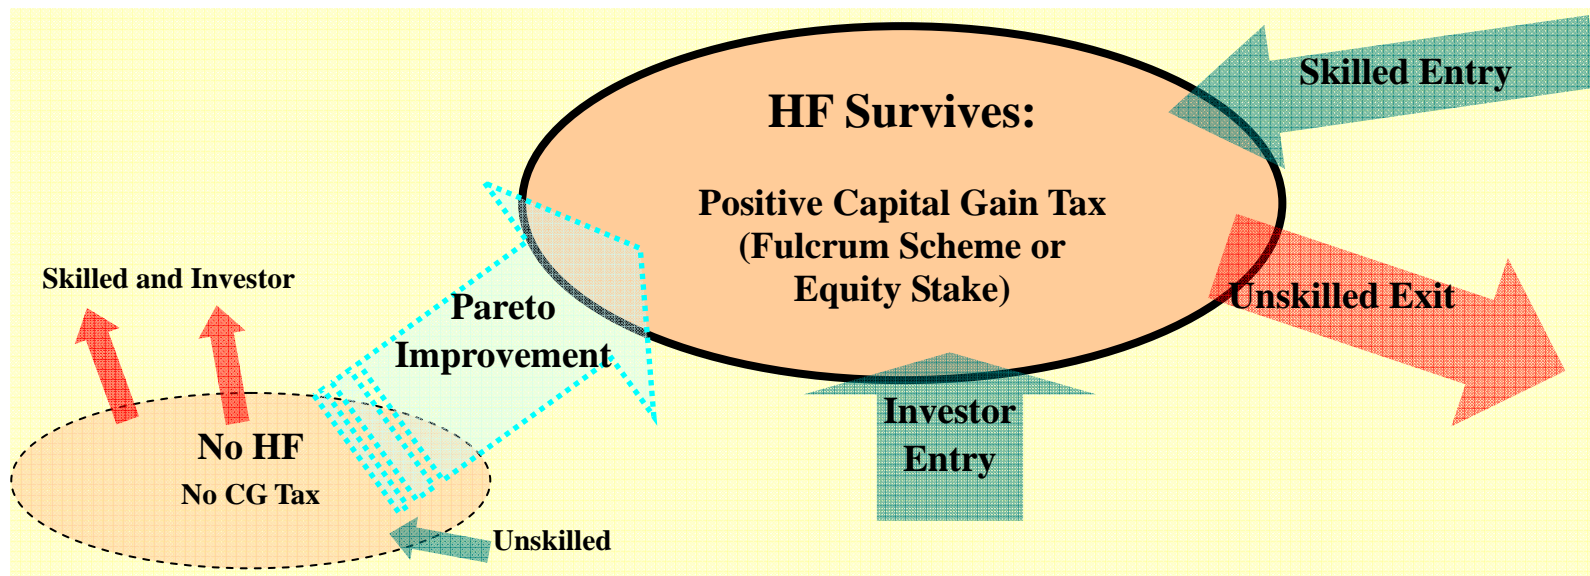 Skilled Entry
HF Survives:
Positive Capital Gain Tax
(Fulcrum Scheme or
Equity Stake)
Skilled and Investor
Unskilled Exit
Pareto
Improvement
Investor
Entry
No HF
No CG Tax
Unskilled